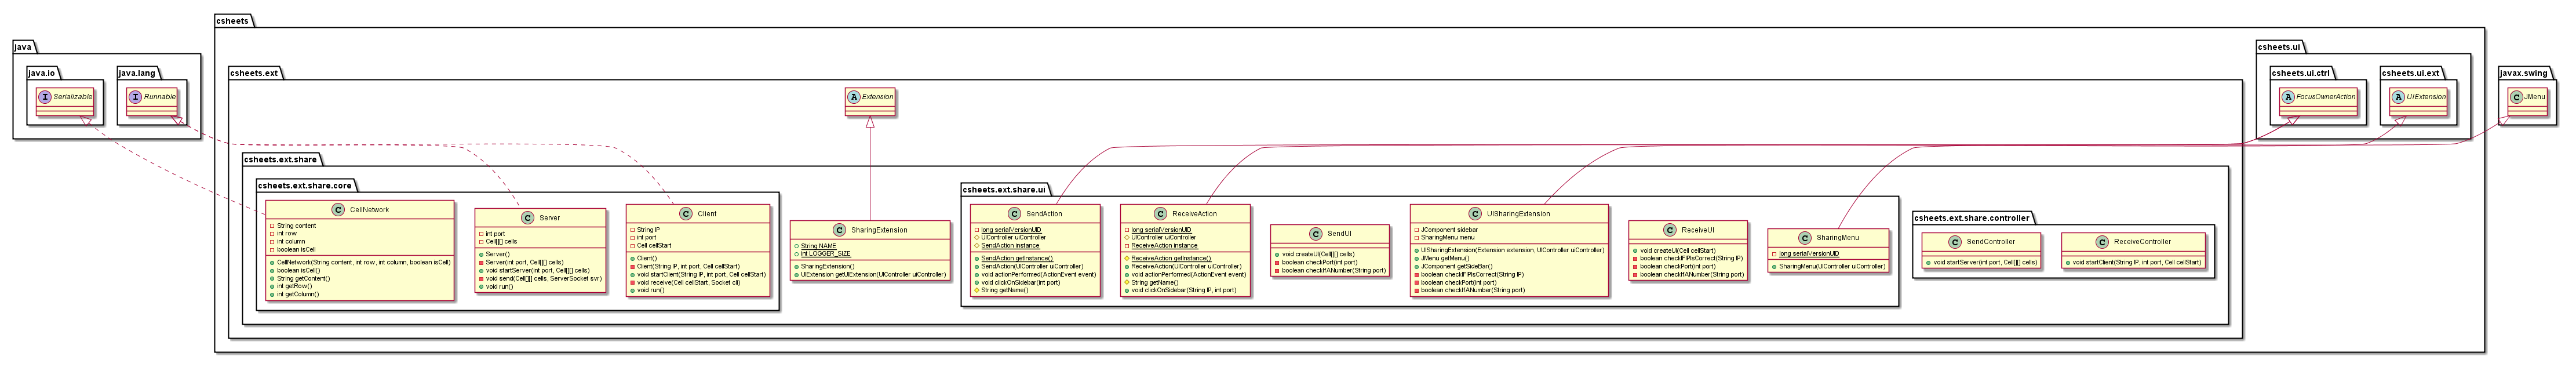 csheets
java
csheets.ui
java.io
java.lang
csheets.ext
csheets.ui.ctrl
csheets.ui.ext
javax.swing
I Serializable
I Runnable
A Extension
A FocusOwnerAction
A UIExtension
C JMenu
csheets.ext.share
csheets.ext.share.core
C CellNetwork
String content
int row
int column
boolean isCell
CellNetwork(String content, int row, int column, boolean isCell)
boolean isCell()
String getContent()
int getRow()
int getColumn()
C Server
int port
Cell[][] cells
Server()
Server(int port, Cell[][] cells)
void startServer(int port, Cell[][] cells)
void send(Cell[][] cells, ServerSocket svr)
void run()
C Client
String IP
int port
Cell cellStart
Client()
Client(String IP, int port, Cell cellStart)
void startClient(String IP, int port, Cell cellStart)
void receive(Cell cellStart, Socket cli)
void run()
C SharingExtension
String NAME
int LOGGER_SIZE
SharingExtension()
UIExtension getUIExtension(UIController uiController)
csheets.ext.share.ui
C SendAction
long serialVersionUID
UIController uiController
SendAction instance
SendAction getInstance()
SendAction(UIController uiController)
void actionPerformed(ActionEvent event)
void clickOnSidebar(int port)
String getName()
C ReceiveAction
long serialVersionUID
UIController uiController
ReceiveAction instance
ReceiveAction getInstance()
ReceiveAction(UIController uiController)
void actionPerformed(ActionEvent event)
String getName()
void clickOnSidebar(String IP, int port)
C SendUI
void createUI(Cell[][] cells)
boolean checkPort(int port)
boolean checkIfANumber(String port)
C UISharingExtension
JComponent sidebar
SharingMenu menu
UISharingExtension(Extension extension, UIController uiController)
JMenu getMenu()
JComponent getSideBar()
boolean checkIfIPIsCorrect(String IP)
boolean checkPort(int port)
boolean checkIfANumber(String port)
C ReceiveUI
void createUI(Cell cellStart)
boolean checkIfIPIsCorrect(String IP)
boolean checkPort(int port)
boolean checkIfANumber(String port)
C SharingMenu
long serialVersionUID
SharingMenu(UIController uiController)
csheets.ext.share.controller
C SendController
void startServer(int port, Cell[][] cells)
C ReceiveController
void startClient(String IP, int port, Cell cellStart)